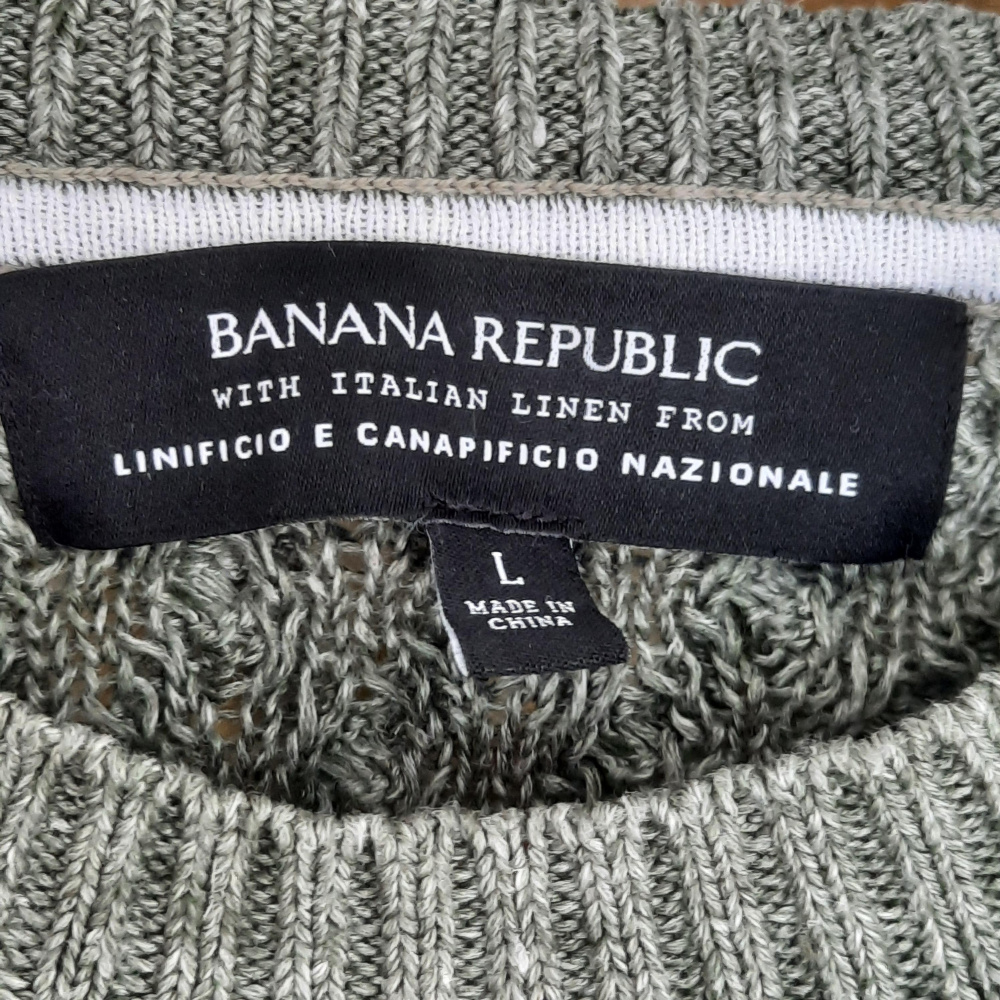 BANANA REPUBLIC
WITH ITALIAN LINEN FROM
LINIFICIO E CANAPIFICIO NAZIONALE
L
MADE IN
CHINA